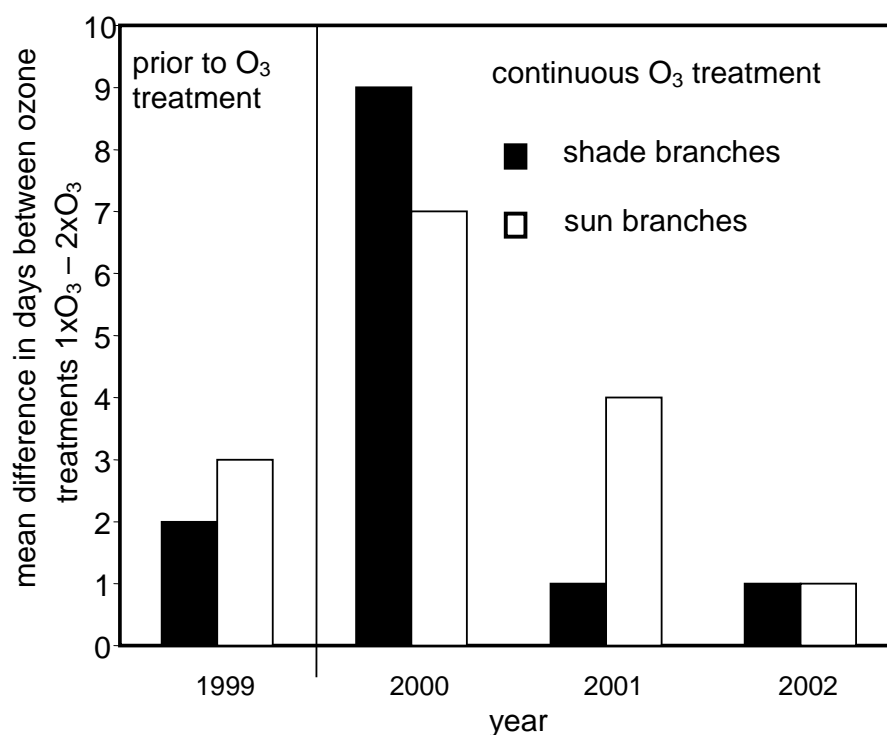 mean difference in days between ozone
treatments 1xO₃ – 2xO₃
10
9
8
7
6
5
4
3
2
1
0
prior to O₃
treatment
continuous O₃ treatment
shade branches
sun branches
1999
2000
2001
2002
year